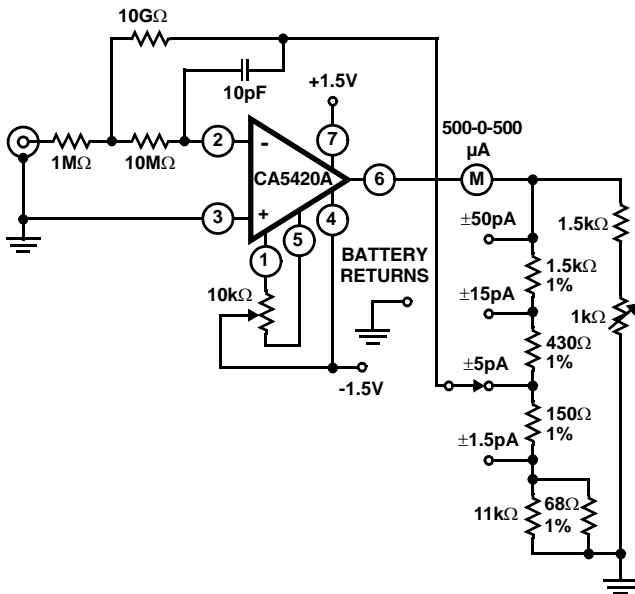 10GΩ
10pF
+1.5V
1MΩ
10MΩ
2
-
7
CA5420A
6
500-0-500
µA
M
3
+
4
5
1
10kΩ
BATTERY
RETURNS
-1.5V
±50pA
1.5kΩ
1.5kΩ
1%
±15pA
1kΩ
430Ω
1%
±5pA
150Ω
1%
±1.5pA
11kΩ
68Ω
1%